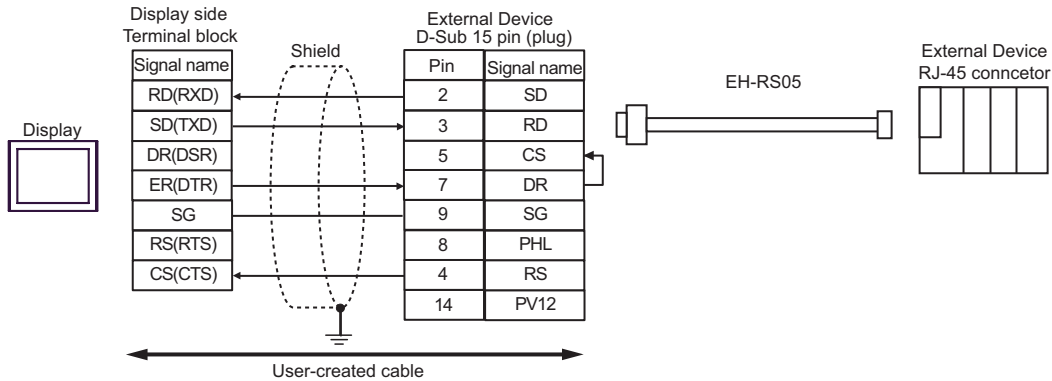 Display side
Terminal block
External Device
D-Sub 15 pin (plug)
Shield
Signal name
Pin
Signal name
RD(RXD)
2
SD
SD(TXD)
3
RD
DR(DSR)
5
CS
ER(DTR)
7
DR
SG
9
SG
RS(RTS)
8
PHL
CS(CTS)
4
RS
14
PV12
Display
EH-RS05
External Device
RJ-45 conncetor
User-created cable